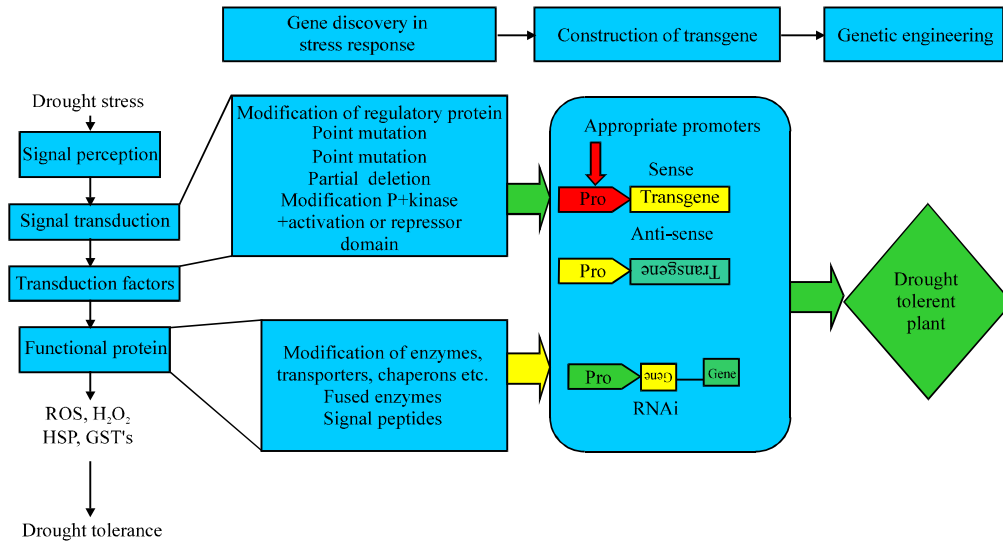 Gene discovery in
stress response
Construction of transgene
Genetic engineering
Drought stress
Signal perception
Signal transduction
Transduction factors
Functional protein
ROS, H₂O₂
HSP, GST's
Drought tolerance
Modification of regulatory protein
Point mutation
Point mutation
Partial deletion
Modification P+kinase
+activation or repressor
domain
Modification of enzymes,
transporters, chaperons etc.
Fused enzymes
Signal peptides
Appropriate promoters
Sense
Pro
Transgene
Anti-sense
Pro
Transgene
Pro
Gene
Gene
RNAi
Drought
tolerent
plant